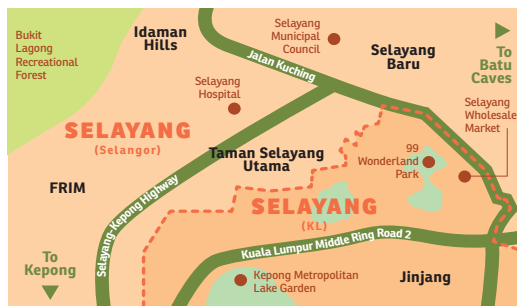 Bukit
Lagong
Recreational
Forest
Idaman
Hills
Selayang
Municipal
Council
Jalan Kuching
Selayang
Baru
To
Batu
Caves
Selayang
Hospital
Selayang
Wholesale
Market
SELAYANG
(Selangor)
Taman Selayang
Utama
99
Wonderland
Park
FRIM
SELAYANG
(KL)
Selayang-Kepong Highway
Kuala Lumpur Middle Ring Road 2
To
Kepong
Kepong Metropolitan
Lake Garden
Jinjang